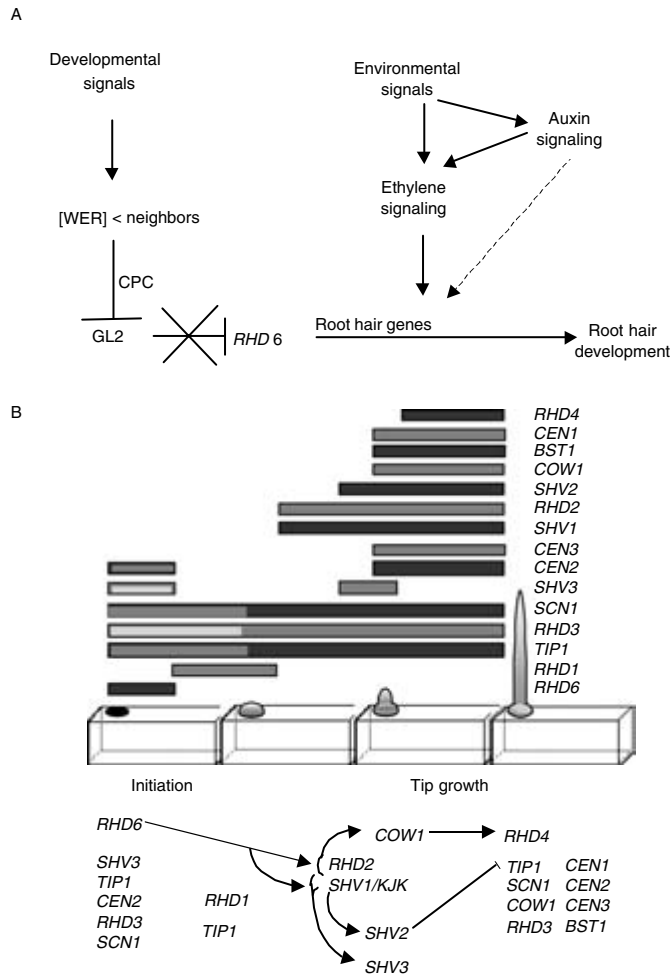 A
Developmental
signals
[WER] < neighbors
CPC
GL2
RHD 6
Environmental
signals
Auxin
signaling
Ethylene
signaling
Root hair genes
Root hair
development
B
RHD4
CEN1
BST1
COW1
SHV2
RHD2
SHV1
CEN3
CEN2
SHV3
SCN1
RHD3
TIP1
RHD1
RHD6
Initiation
Tip growth
RHD6
SHV3
TIP1
CEN2
RHD3
SCN1
RHD1
TIP1
RHD2
SHV1/KJK
COW1
SHV2
SHV3
RHD4
TIP1 CEN1
SCN1 CEN2
COW1 CEN3
RHD3 BST1